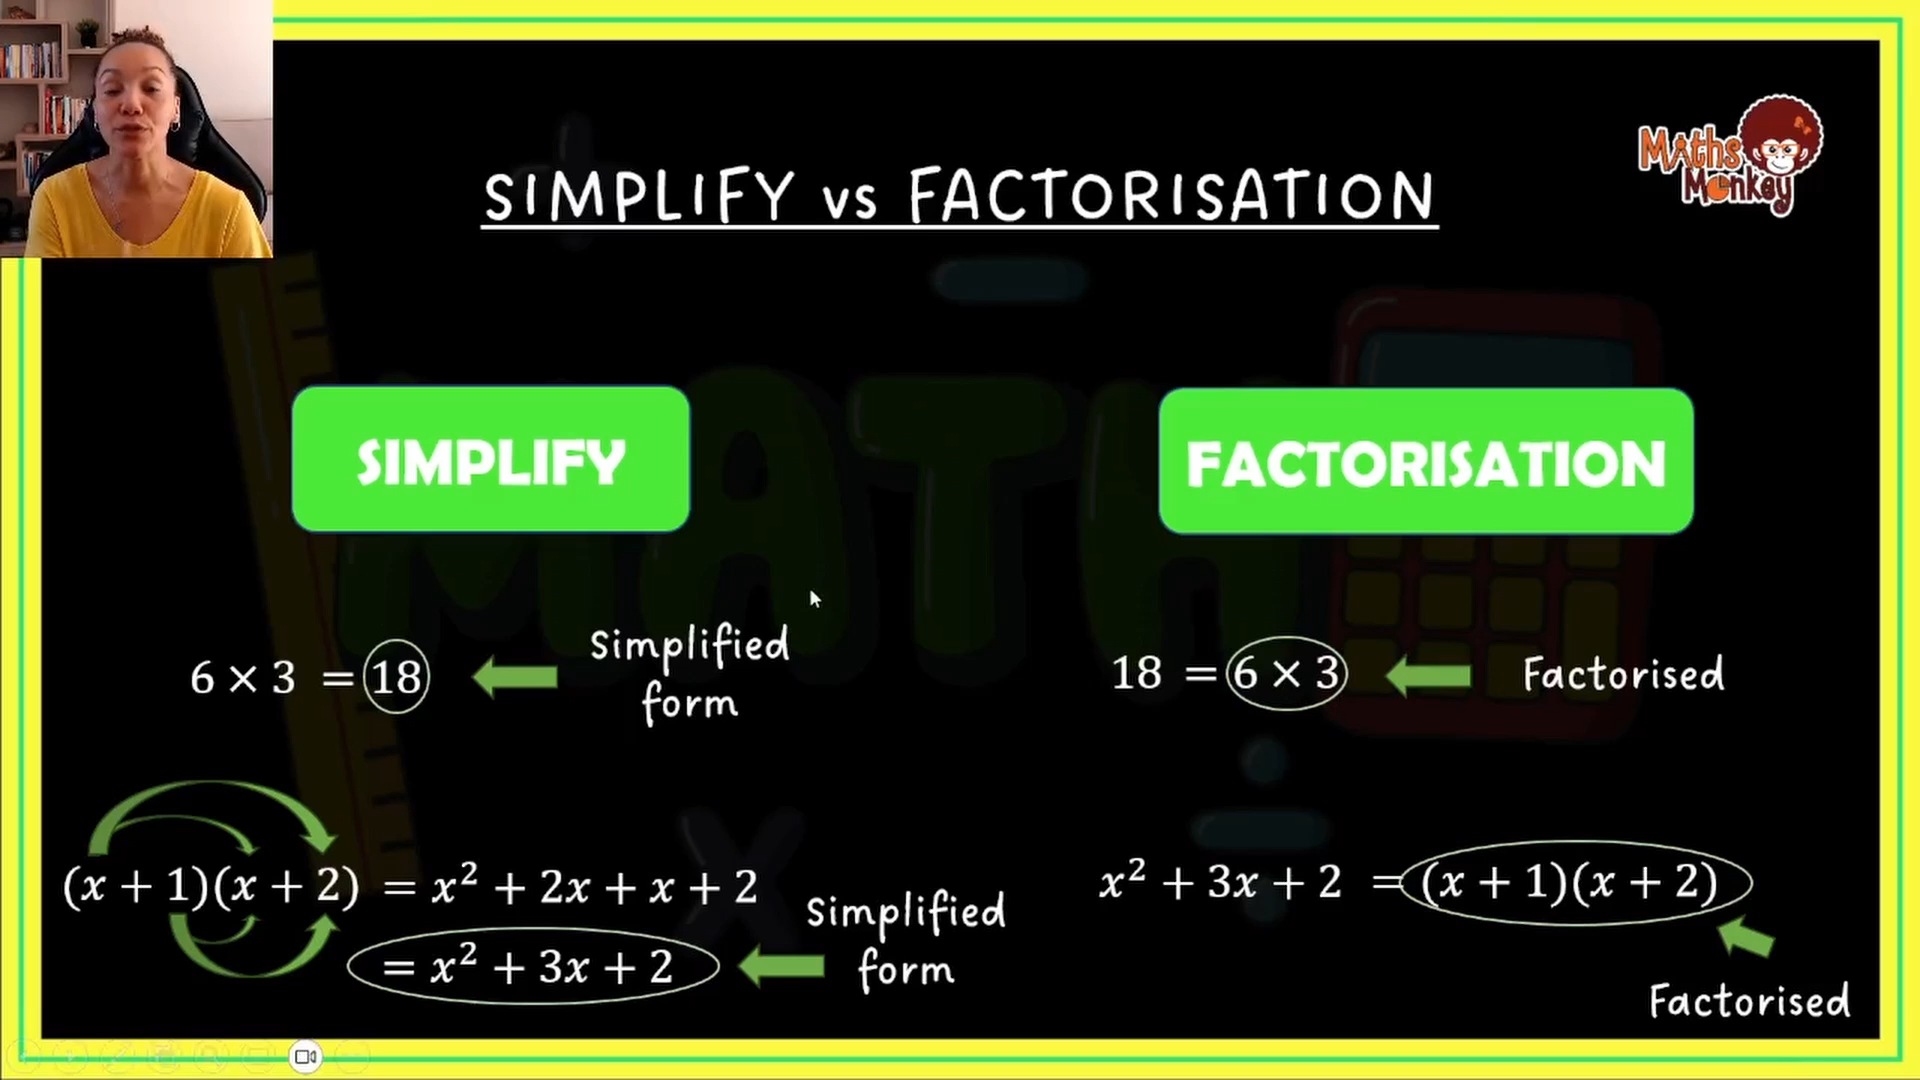 SIMPLIFY vs FACTORISATION
Maths
Monkey
SIMPLIFY
FACTORISATION
6 × 3 = 18
Simplified
form
18 = 6 × 3
Factorised
(x + 1)(x + 2) = x² + 2x + x + 2
= x² + 3x + 2
Simplified
form
x² + 3x + 2 = (x + 1)(x + 2)
Factorised
MATH